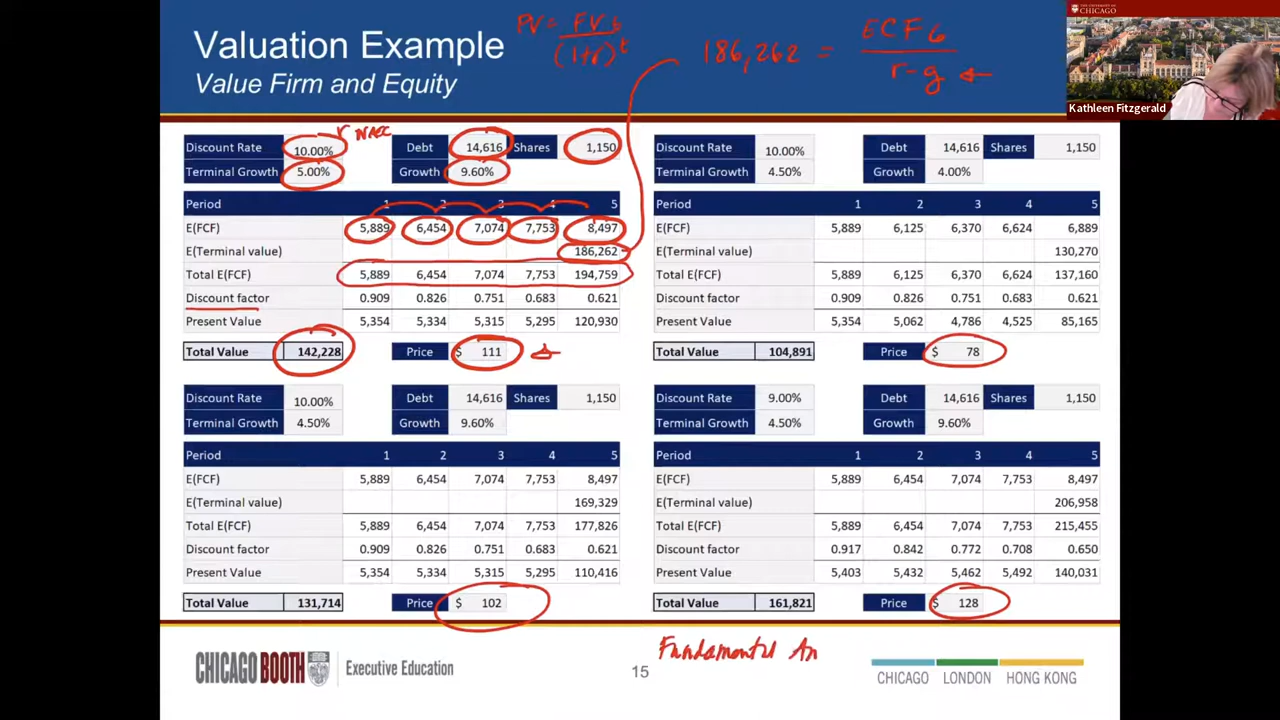 Valuation Example
Value Firm and Equity
PV = FV t
(1+r)^t
186,262 = ECF6
r-g
THE UNIVERSITY OF
CHICAGO
Kathleen Fitzgerald
Discount Rate 10.00% Debt 14,616 Shares 1,150
Terminal Growth 5.00% Growth 9.60%
Period 1 2 3 4 5
E(FCF) 5,889 6,454 7,074 7,753 8,497
E(Terminal value) 186,262
Total E(FCF) 5,889 6,454 7,074 7,753 194,759
Discount factor 0.909 0.826 0.751 0.683 0.621
Present Value 5,354 5,334 5,315 5,295 120,930
Total Value 142,228 Price $ 111
Discount Rate 10.00% Debt 14,616 Shares 1,150
Terminal Growth 4.50% Growth 4.00%
Period 1 2 3 4 5
E(FCF) 5,889 6,125 6,370 6,624 6,889
E(Terminal value) 130,270
Total E(FCF) 5,889 6,125 6,370 6,624 137,160
Discount factor 0.909 0.826 0.751 0.683 0.621
Present Value 5,354 5,062 4,786 4,525 85,165
Total Value 104,891 Price $ 78
Discount Rate 10.00% Debt 14,616 Shares 1,150
Terminal Growth 4.50% Growth 9.60%
Period 1 2 3 4 5
E(FCF) 5,889 6,454 7,074 7,753 8,497
E(Terminal value) 169,329
Total E(FCF) 5,889 6,454 7,074 7,753 177,826
Discount factor 0.909 0.826 0.751 0.683 0.621
Present Value 5,354 5,334 5,315 5,295 110,416
Total Value 131,714 Price $ 102
Discount Rate 9.00% Debt 14,616 Shares 1,150
Terminal Growth 4.50% Growth 9.60%
Period 1 2 3 4 5
E(FCF) 5,889 6,454 7,074 7,753 8,497
E(Terminal value) 206,958
Total E(FCF) 5,889 6,454 7,074 7,753 215,455
Discount factor 0.917 0.842 0.772 0.708 0.650
Present Value 5,403 5,432 5,462 5,492 140,031
Total Value 161,821 Price $ 128
Fundamental An
CHICAGO BOOTH Executive Education
15
CHICAGO LONDON HONG KONG